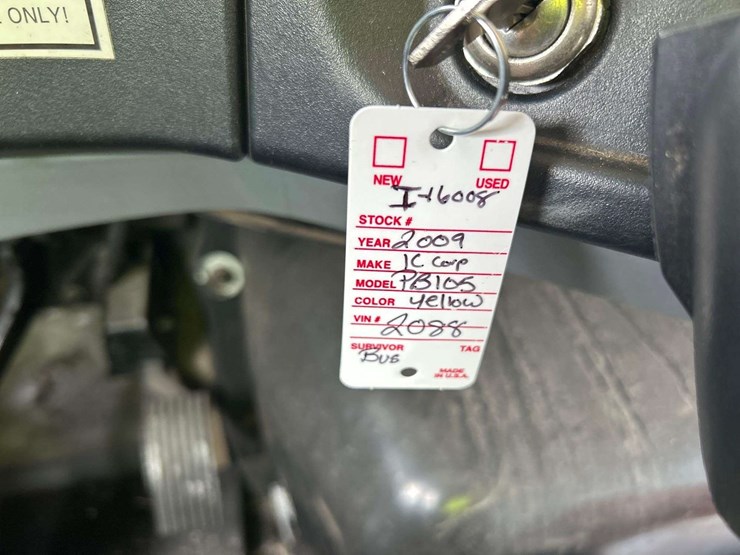 ONLY!
NEW USED
I-16008
STOCK #
YEAR 2009
MAKE IC Corp
MODEL PB105
COLOR yellow
VIN # 2088
SURVIVOR TAG
BUS
MADE
IN U.S.A.